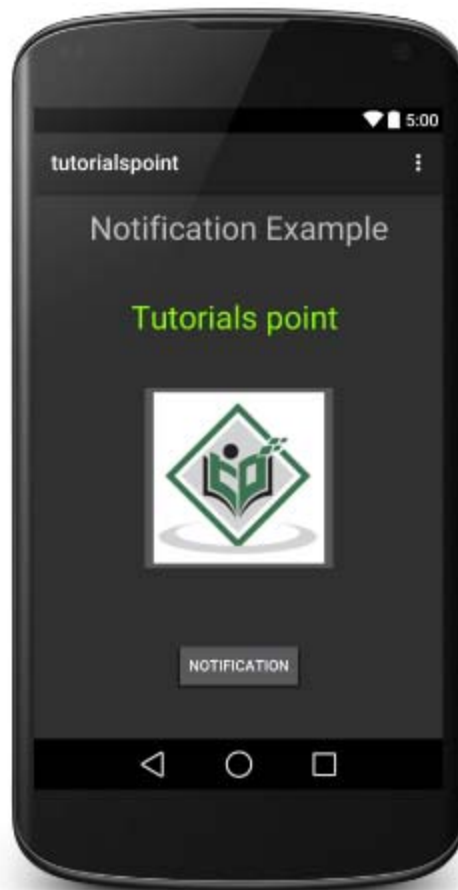 5:00
tutorialspoint
Notification Example
Tutorials point
NOTIFICATION